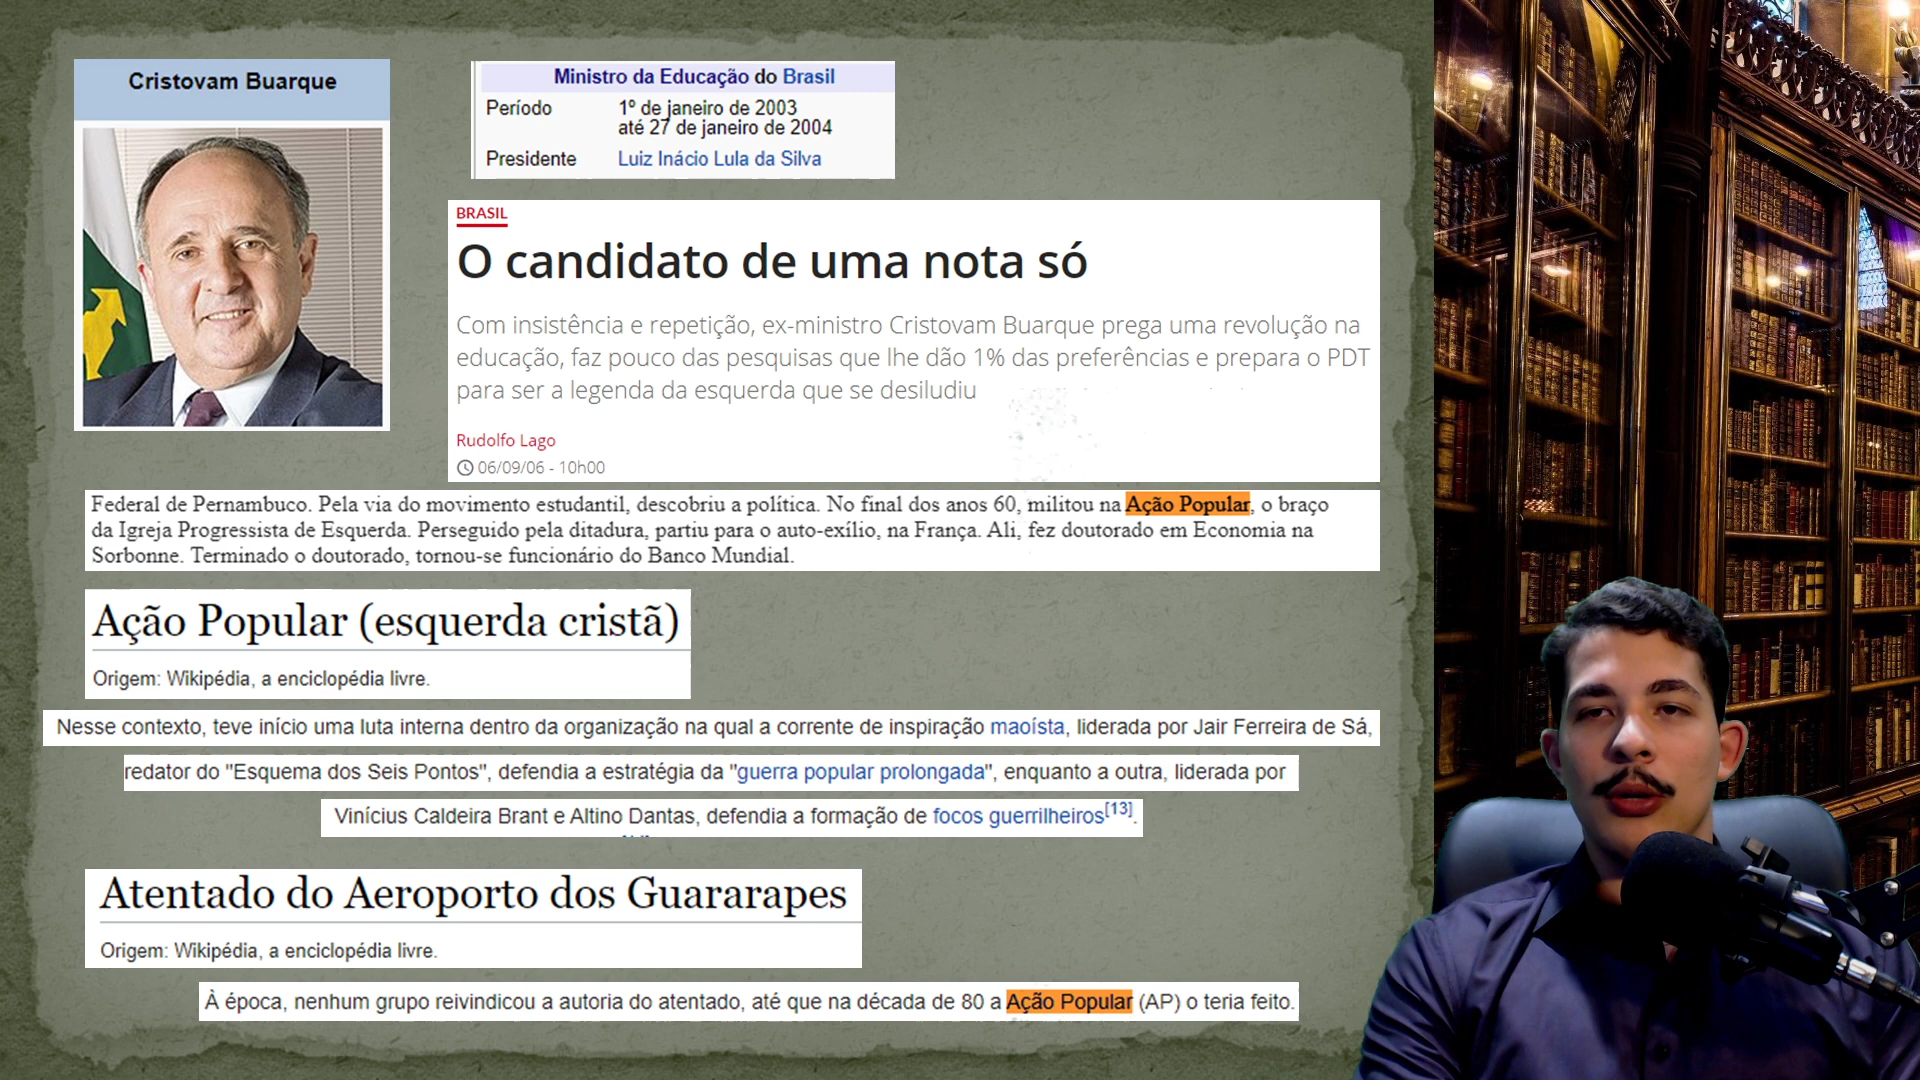 Cristovam Buarque
Ministro da Educação do Brasil
Período 1º de janeiro de 2003
até 27 de janeiro de 2004
Presidente Luiz Inácio Lula da Silva
BRASIL
O candidato de uma nota só
Com insistência e repetição, ex-ministro Cristovam Buarque prega uma revolução na
educação, faz pouco das pesquisas que lhe dão 1% das preferências e prepara o PDT
para ser a legenda da esquerda que se desiludiu
Rudolfo Lago
06/09/06 - 10h00
Federal de Pernambuco. Pela via do movimento estudantil, descobriu a política. No final dos anos 60, militou na Ação Popular, o braço
da Igreja Progressista de Esquerda. Perseguido pela ditadura, partiu para o auto-exílio, na França. Ali, fez doutorado em Economia na
Sorbonne. Terminado o doutorado, tornou-se funcionário do Banco Mundial.
Ação Popular (esquerda cristã)
Origem: Wikipédia, a enciclopédia livre.
Nesse contexto, teve início uma luta interna dentro da organização na qual a corrente de inspiração maoísta, liderada por Jair Ferreira de Sá,
redator do "Esquema dos Seis Pontos", defendia a estratégia da "guerra popular prolongada", enquanto a outra, liderada por
Vinícius Caldeira Brant e Altino Dantas, defendia a formação de focos guerrilheiros[13].
Atentado do Aeroporto dos Guararapes
Origem: Wikipédia, a enciclopédia livre.
À época, nenhum grupo reivindicou a autoria do atentado, até que na década de 80 a Ação Popular (AP) o teria feito.